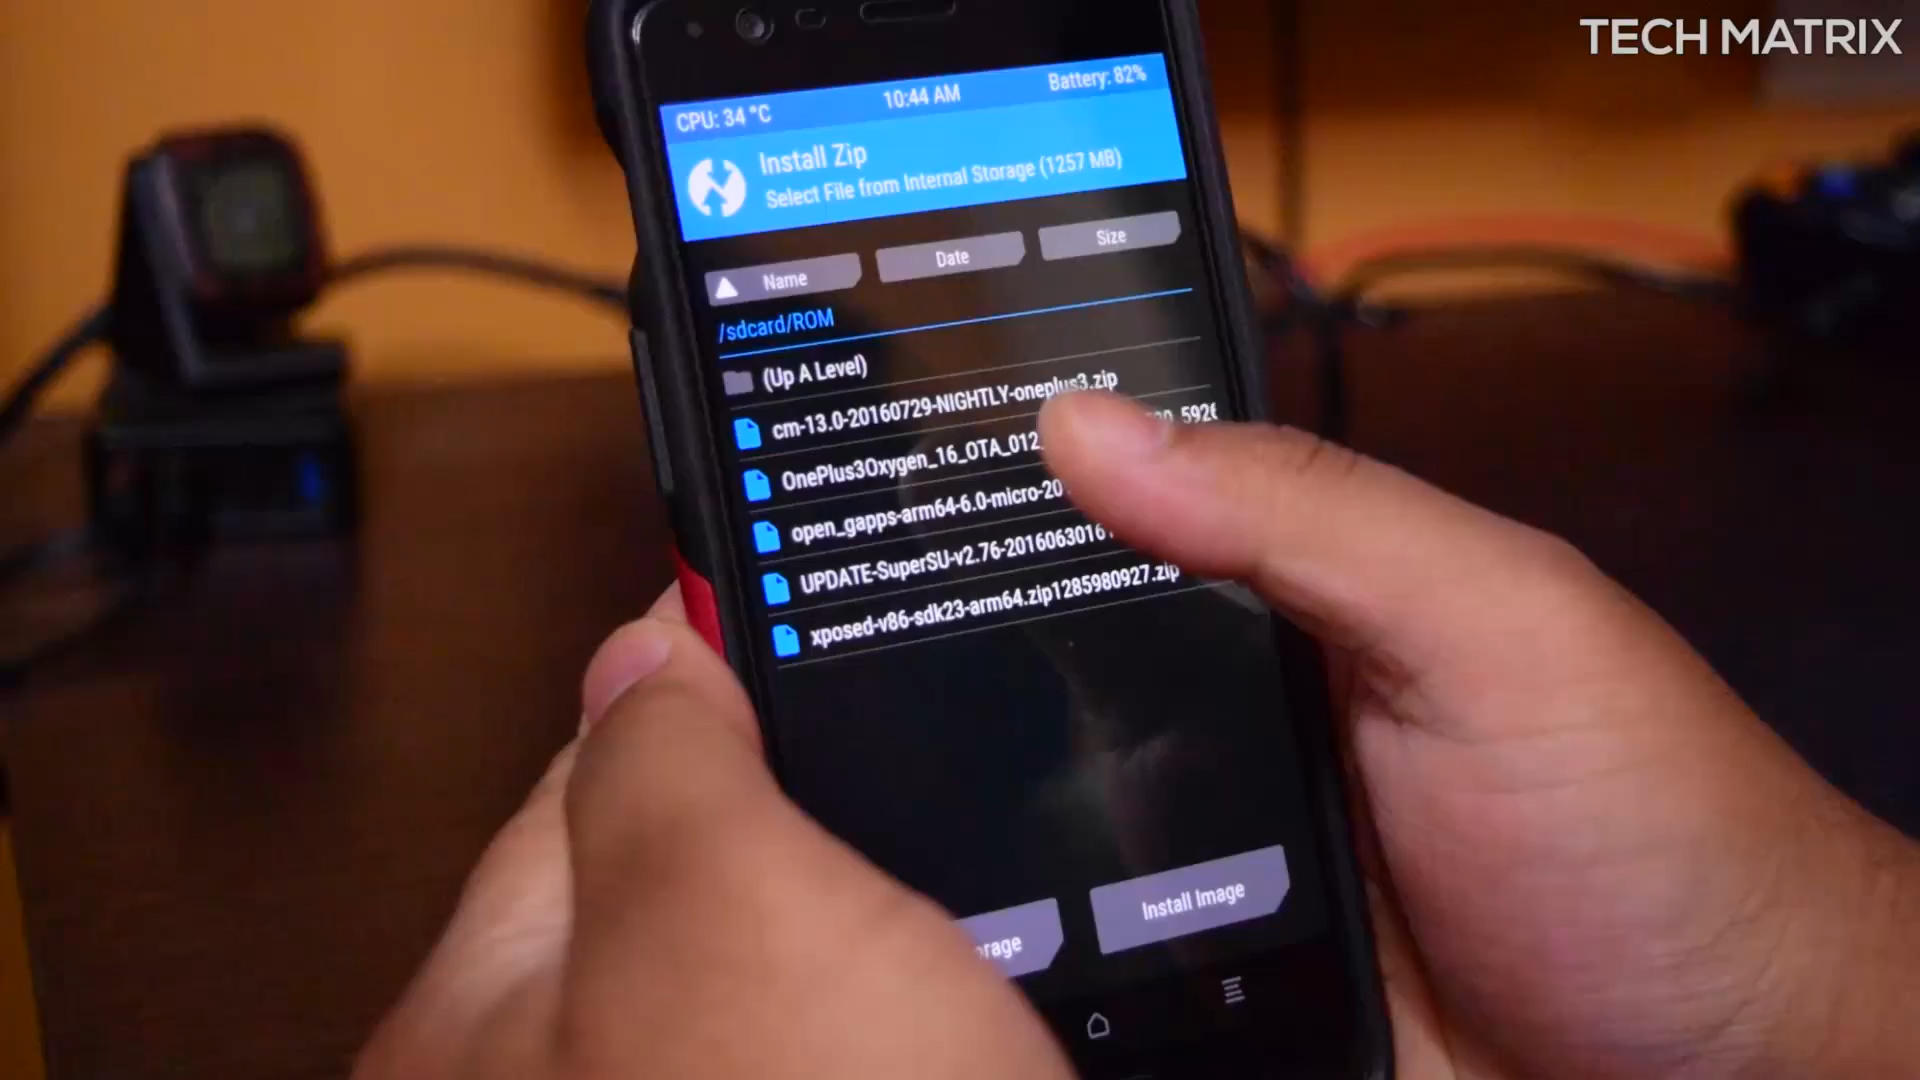 TECH MATRIX
CPU: 34 °C 10:44 AM Battery: 82%
Install Zip
Select File from Internal Storage (1257 MB)
Name Date Size
/sdcard/ROM
(Up A Level)
cm-13.0-20160729-NIGHTLY-oneplus3.zip
OnePlus3Oxygen_16_OTA_012
open_gapps-arm64-6.0-micro-20
UPDATE-SuperSU-v2.76-2016063016
xposed-v86-sdk23-arm64.zip1285980927.zip
orage Install Image